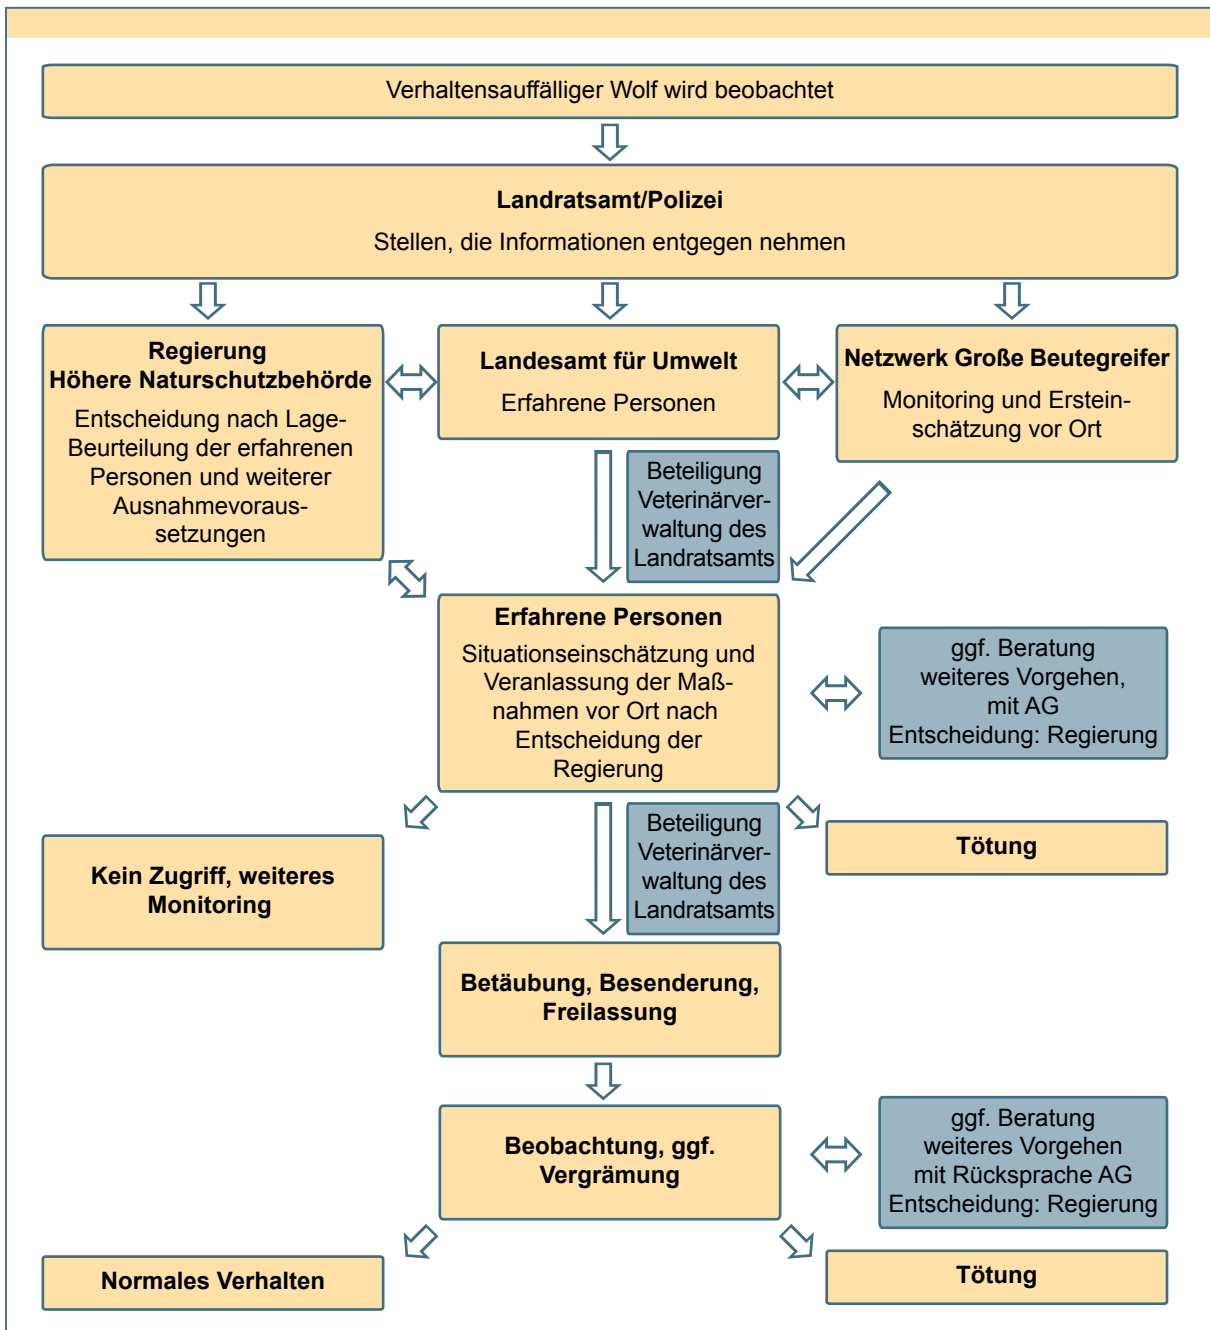 Verhaltensauffälliger Wolf wird beobachtet
Landratsamt/Polizei
Stellen, die Informationen entgegen nehmen
Regierung
Höhere Naturschutzbehörde
Entscheidung nach Lage-
Beurteilung der erfahrenen
Personen und weiterer
Ausnahmevoraus-
setzungen
Landesamt für Umwelt
Erfahrene Personen
Netzwerk Große Beutegreifer
Monitoring und Erstein-
schätzung vor Ort
Beteiligung
Veterinärver-
waltung des
Landratsamts
Erfahrene Personen
Situationseinschätzung und
Veranlassung der Maß-
nahmen vor Ort nach
Entscheidung der
Regierung
ggf. Beratung
weiteres Vorgehen,
mit AG
Entscheidung: Regierung
Kein Zugriff, weiteres
Monitoring
Beteiligung
Veterinärver-
waltung des
Landratsamts
Tötung
Betäubung, Besenderung,
Freilassung
Beobachtung, ggf.
Vergrämung
ggf. Beratung
weiteres Vorgehen
mit Rücksprache AG
Entscheidung: Regierung
Normales Verhalten
Tötung